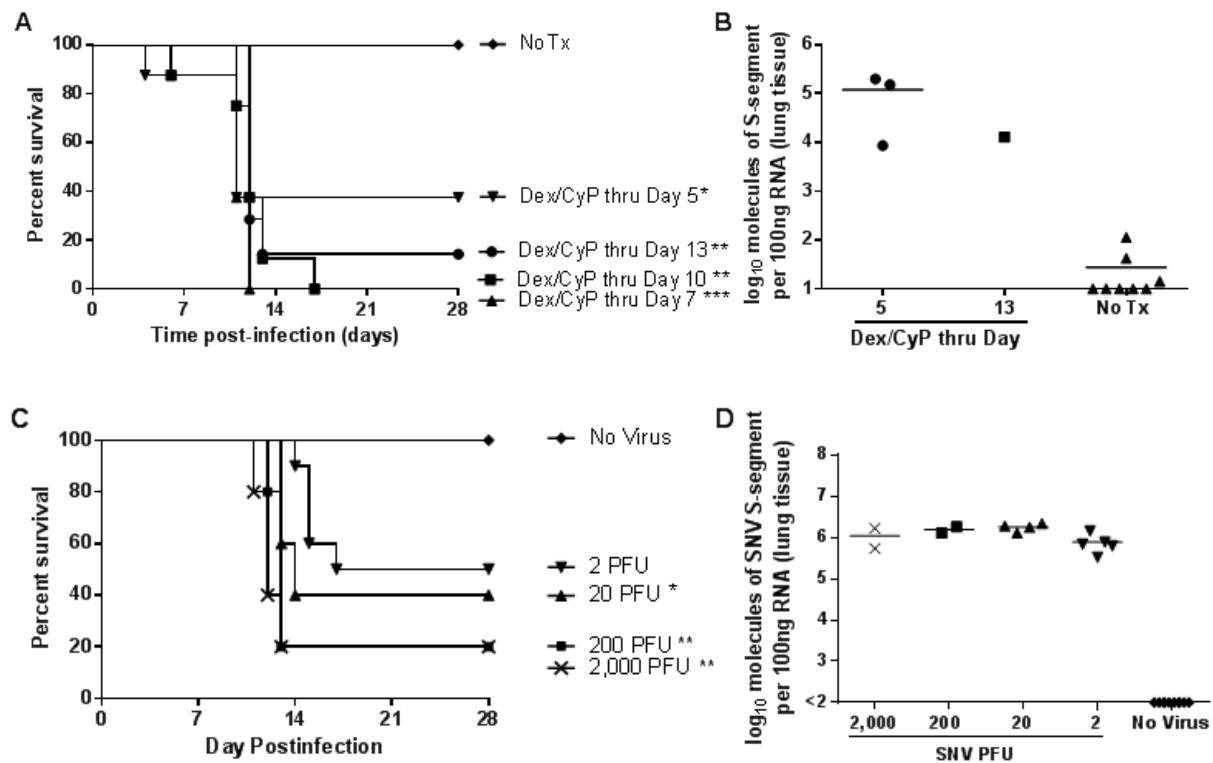 A
B
100
80
60
40
20
0
Percent survival
0 7 14 21 28
Time post-infection (days)
No Tx
Dex/CyP thru Day 5*
Dex/CyP thru Day 13**
Dex/CyP thru Day 10 **
Dex/CyP thru Day 7 ***
log10 molecules of S-segment
per 100ng RNA (lung tissue)
6
5
4
3
2
1
5 13 No Tx
Dex/CyP thru Day
C
D
100
80
60
40
20
0
Percent survival
0 7 14 21 28
Day Postinfection
No Virus
2 PFU
20 PFU *
200 PFU **
2,000 PFU **
log10 molecules of SNV S-segment
per 100ng RNA (lung tissue)
8
7
6
5
4
3
<2
2,000 200 20 2 No Virus
SNV PFU